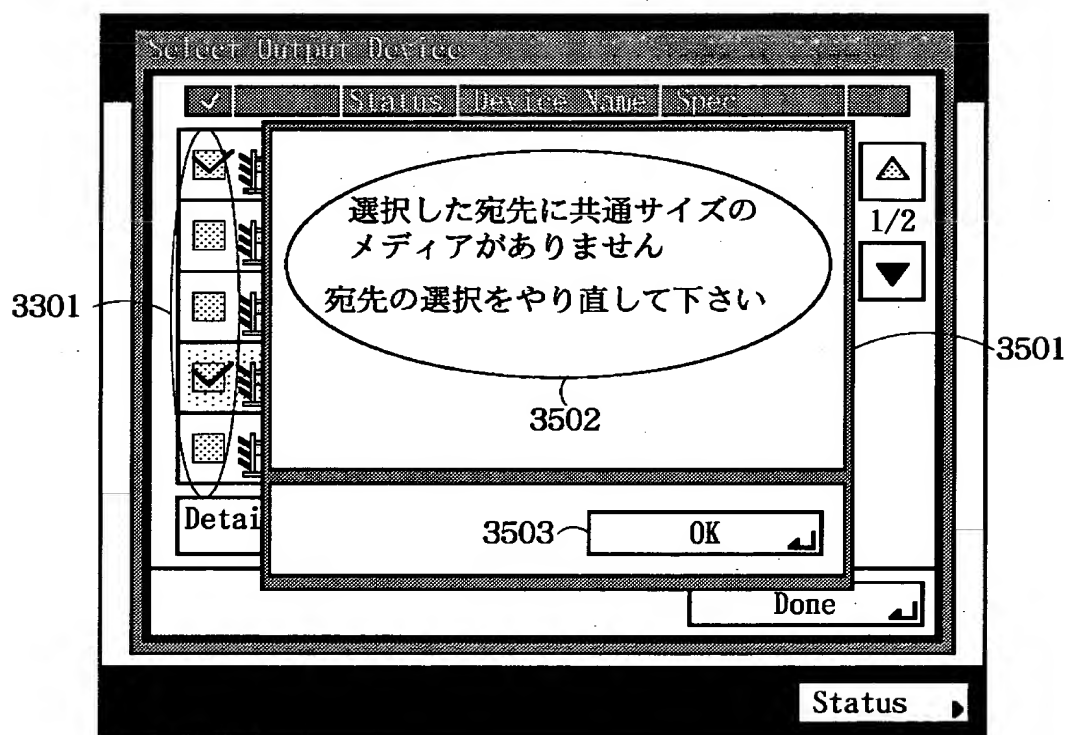 Select Output Device
Status Device Name Spec
選択した宛先に共通サイズの
メディアがありません
宛先の選択をやり直して下さい
1/2
3301
3501
3502
Detai
3503
OK
Done
Status